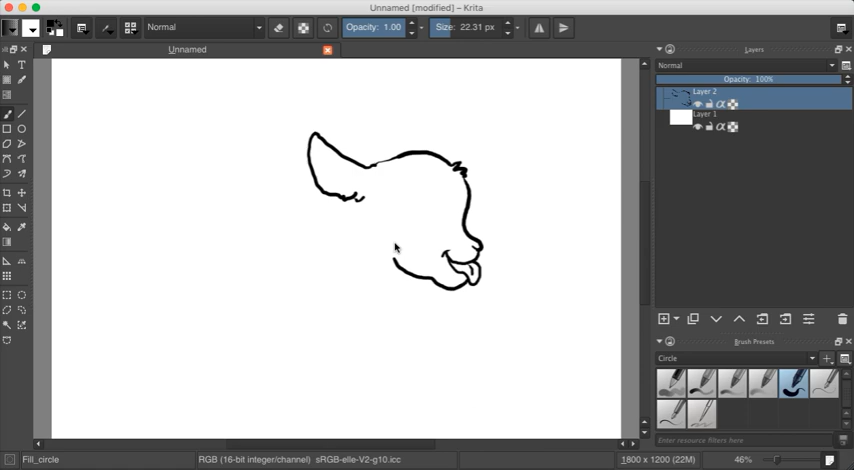 Unnamed [modified] – Krita
Normal
Opacity: 1.00
Size: 22.31 px
Unnamed
Layers
Normal
Opacity: 100%
Layer 2
Layer 1
Brush Presets
Circle
Enter resource filters here
Fill_circle
RGB (16-bit integer/channel) sRGB-elle-V2-g10.icc
1800 x 1200 (22M)
46%